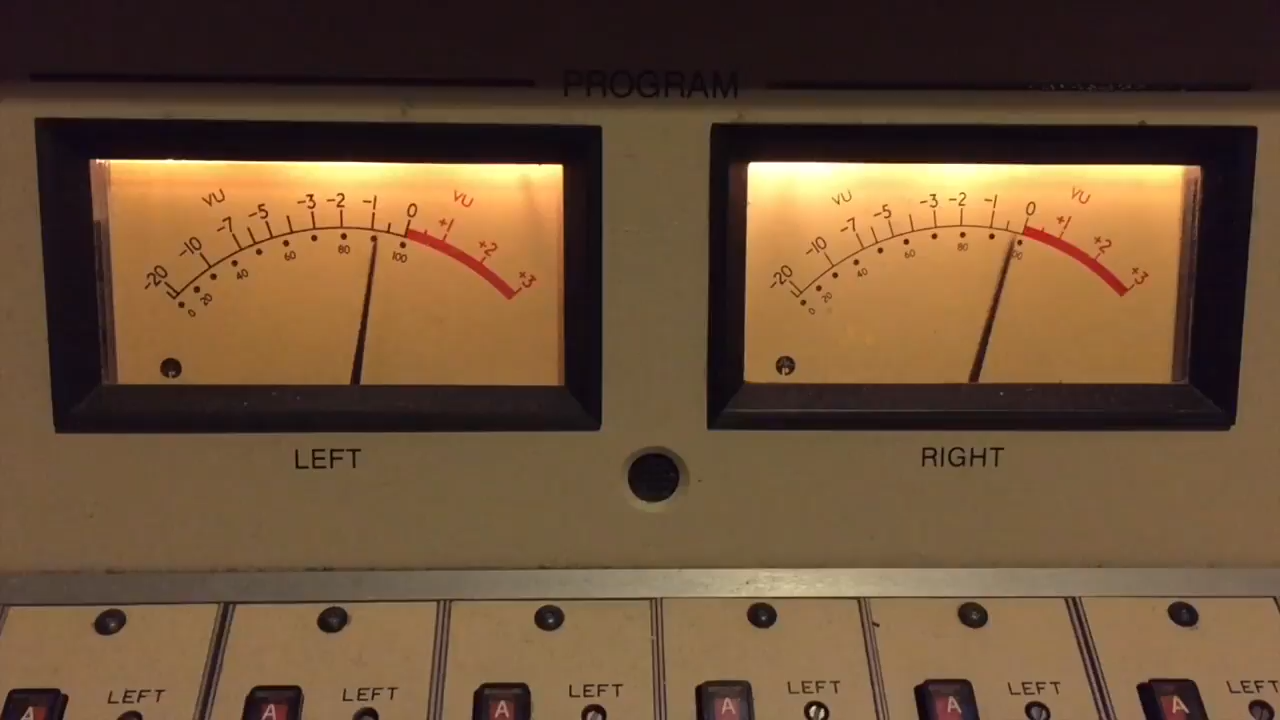 PROGRAM
VU -20 -10 -7 -5 -3 -2 -1 0 +1 +2 +3 VU
0 20 40 60 80 100
VU -20 -10 -7 -5 -3 -2 -1 0 +1 +2 +3 VU
0 20 40 60 80
LEFT
RIGHT
LEFT LEFT LEFT LEFT LEFT LEFT
A A A A A A